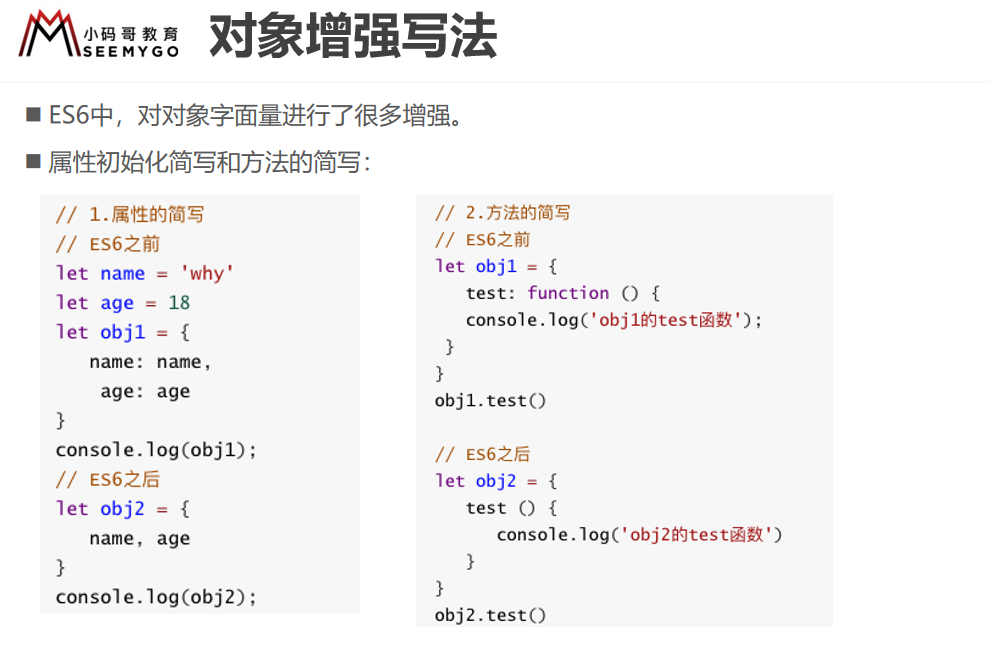 小码哥教育
SEEMYGO
对象增强写法
ES6中，对对象字面量进行了很多增强。
属性初始化简写和方法的简写：
// 1.属性的简写
// ES6之前
let name = 'why'
let age = 18
let obj1 = {
name: name,
age: age
}
console.log(obj1);
// ES6之后
let obj2 = {
name, age
}
console.log(obj2);
// 2.方法的简写
// ES6之前
let obj1 = {
test: function () {
console.log('obj1的test函数');
}
}
obj1.test()
// ES6之后
let obj2 = {
test () {
console.log('obj2的test函数')
}
}
obj2.test()